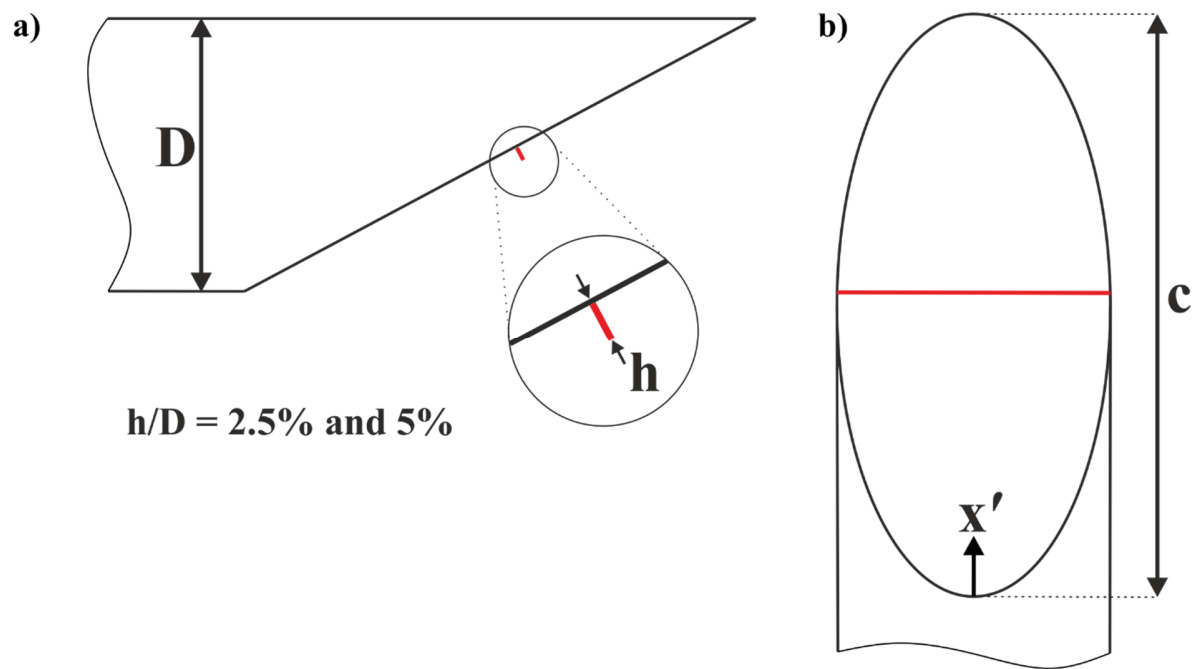 a)
D
h
h/D = 2.5% and 5%
b)
c
x′